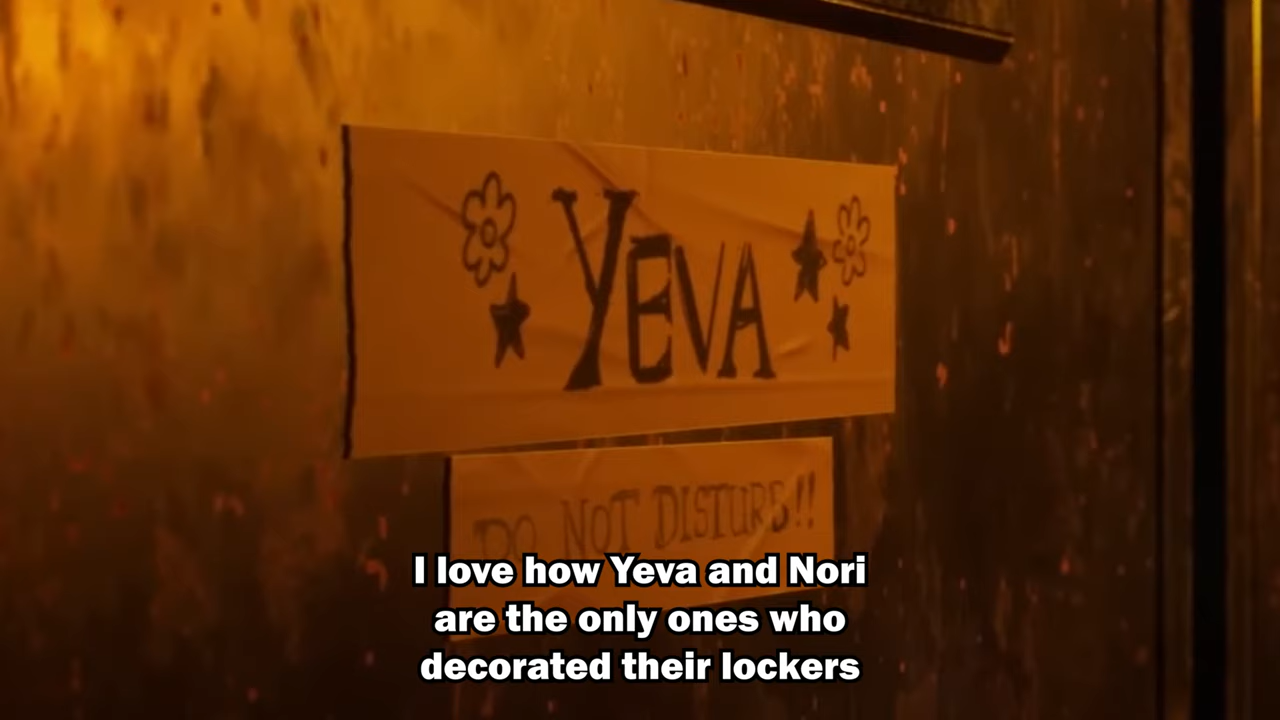 YEVA
DO NOT DISTURB!!
I love how Yeva and Nori
are the only ones who
decorated their lockers